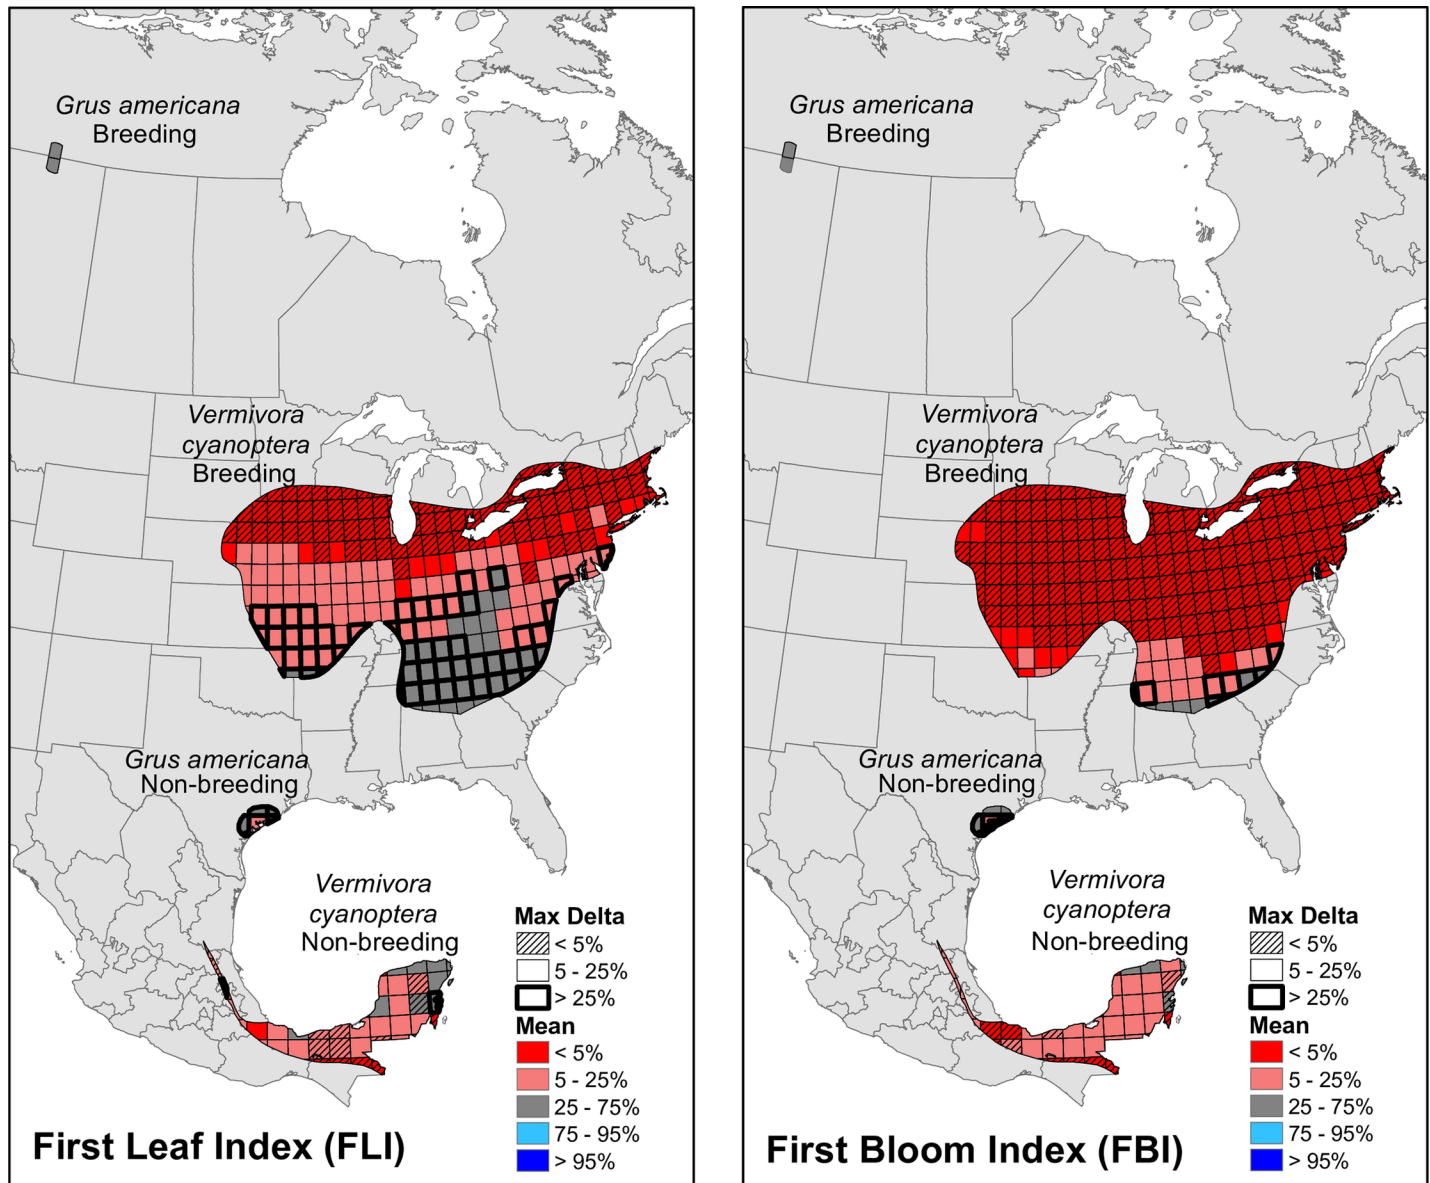 Grus americana
Breeding
Vermivora
cyanoptera
Breeding
Grus americana
Non-breeding
Vermivora
cyanoptera
Non-breeding
Max Delta
< 5%
5 - 25%
> 25%
Mean
< 5%
5 - 25%
25 - 75%
75 - 95%
> 95%
First Leaf Index (FLI)
Grus americana
Breeding
Vermivora
cyanoptera
Breeding
Grus americana
Non-breeding
Vermivora
cyanoptera
Non-breeding
Max Delta
< 5%
5 - 25%
> 25%
Mean
< 5%
5 - 25%
25 - 75%
75 - 95%
> 95%
First Bloom Index (FBI)